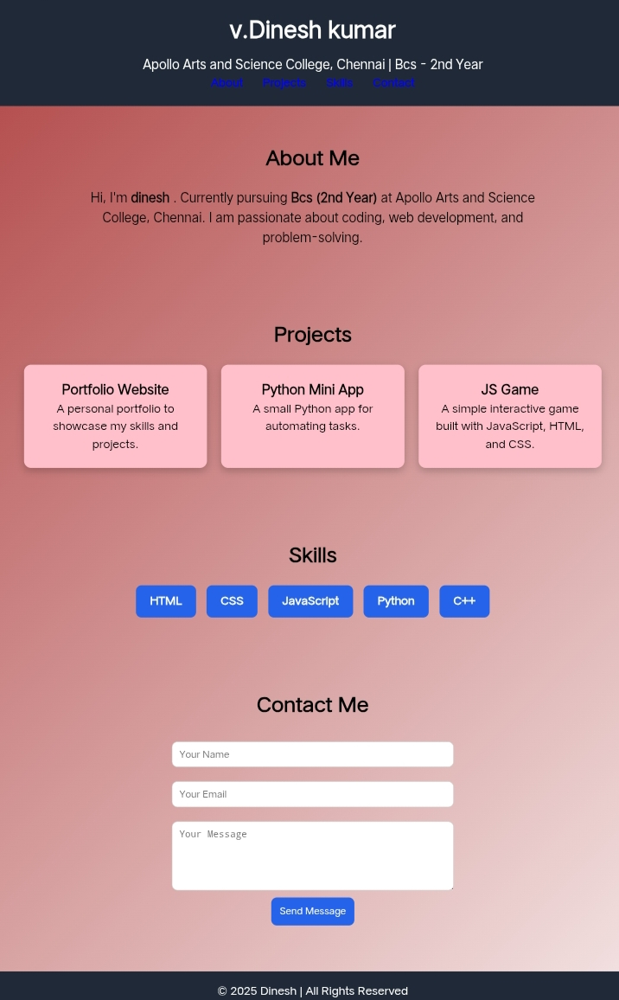 v.Dinesh kumar
Apollo Arts and Science College, Chennai | Bcs - 2nd Year
About Projects Skills Contact
About Me
Hi, I'm dinesh . Currently pursuing Bcs (2nd Year) at Apollo Arts and Science
College, Chennai. I am passionate about coding, web development, and
problem-solving.
Projects
Portfolio Website
A personal portfolio to
showcase my skills and
projects.
Python Mini App
A small Python app for
automating tasks.
JS Game
A simple interactive game
built with JavaScript, HTML,
and CSS.
Skills
HTML CSS JavaScript Python C++
Contact Me
Your Name
Your Email
Your Message
Send Message
© 2025 Dinesh | All Rights Reserved